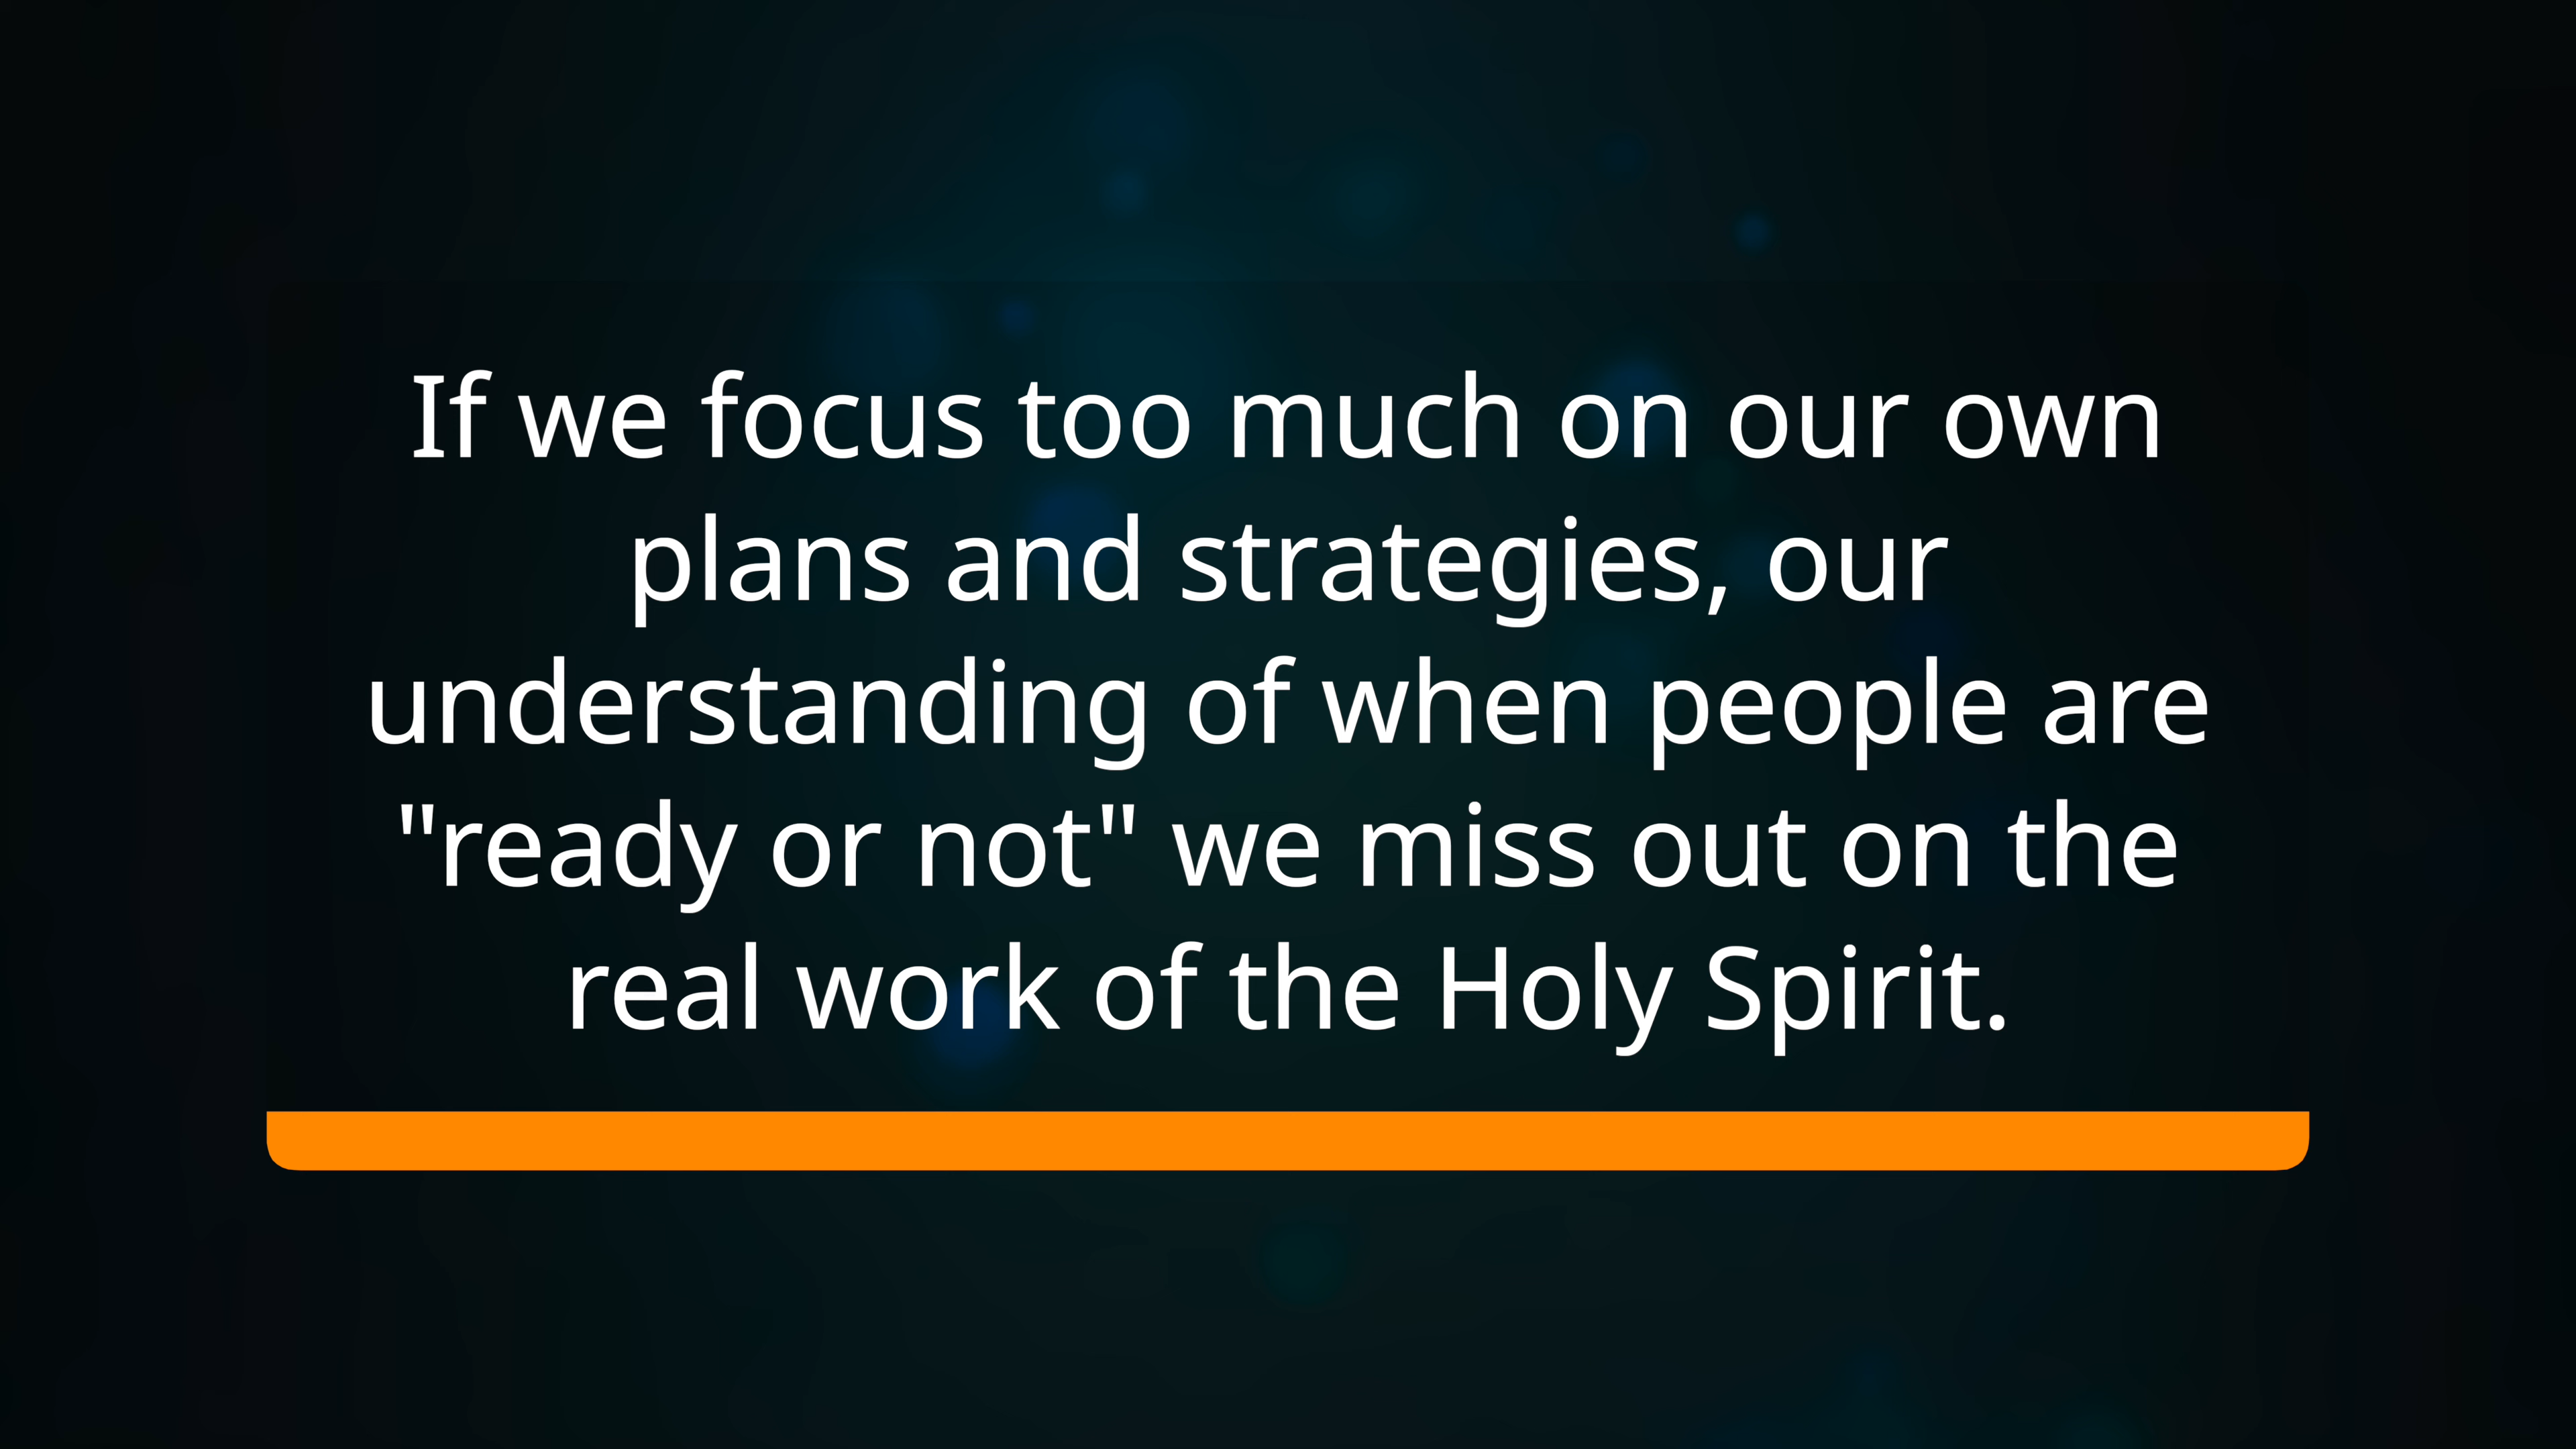 If we focus too much on our own
plans and strategies, our
understanding of when people are
"ready or not" we miss out on the
real work of the Holy Spirit.